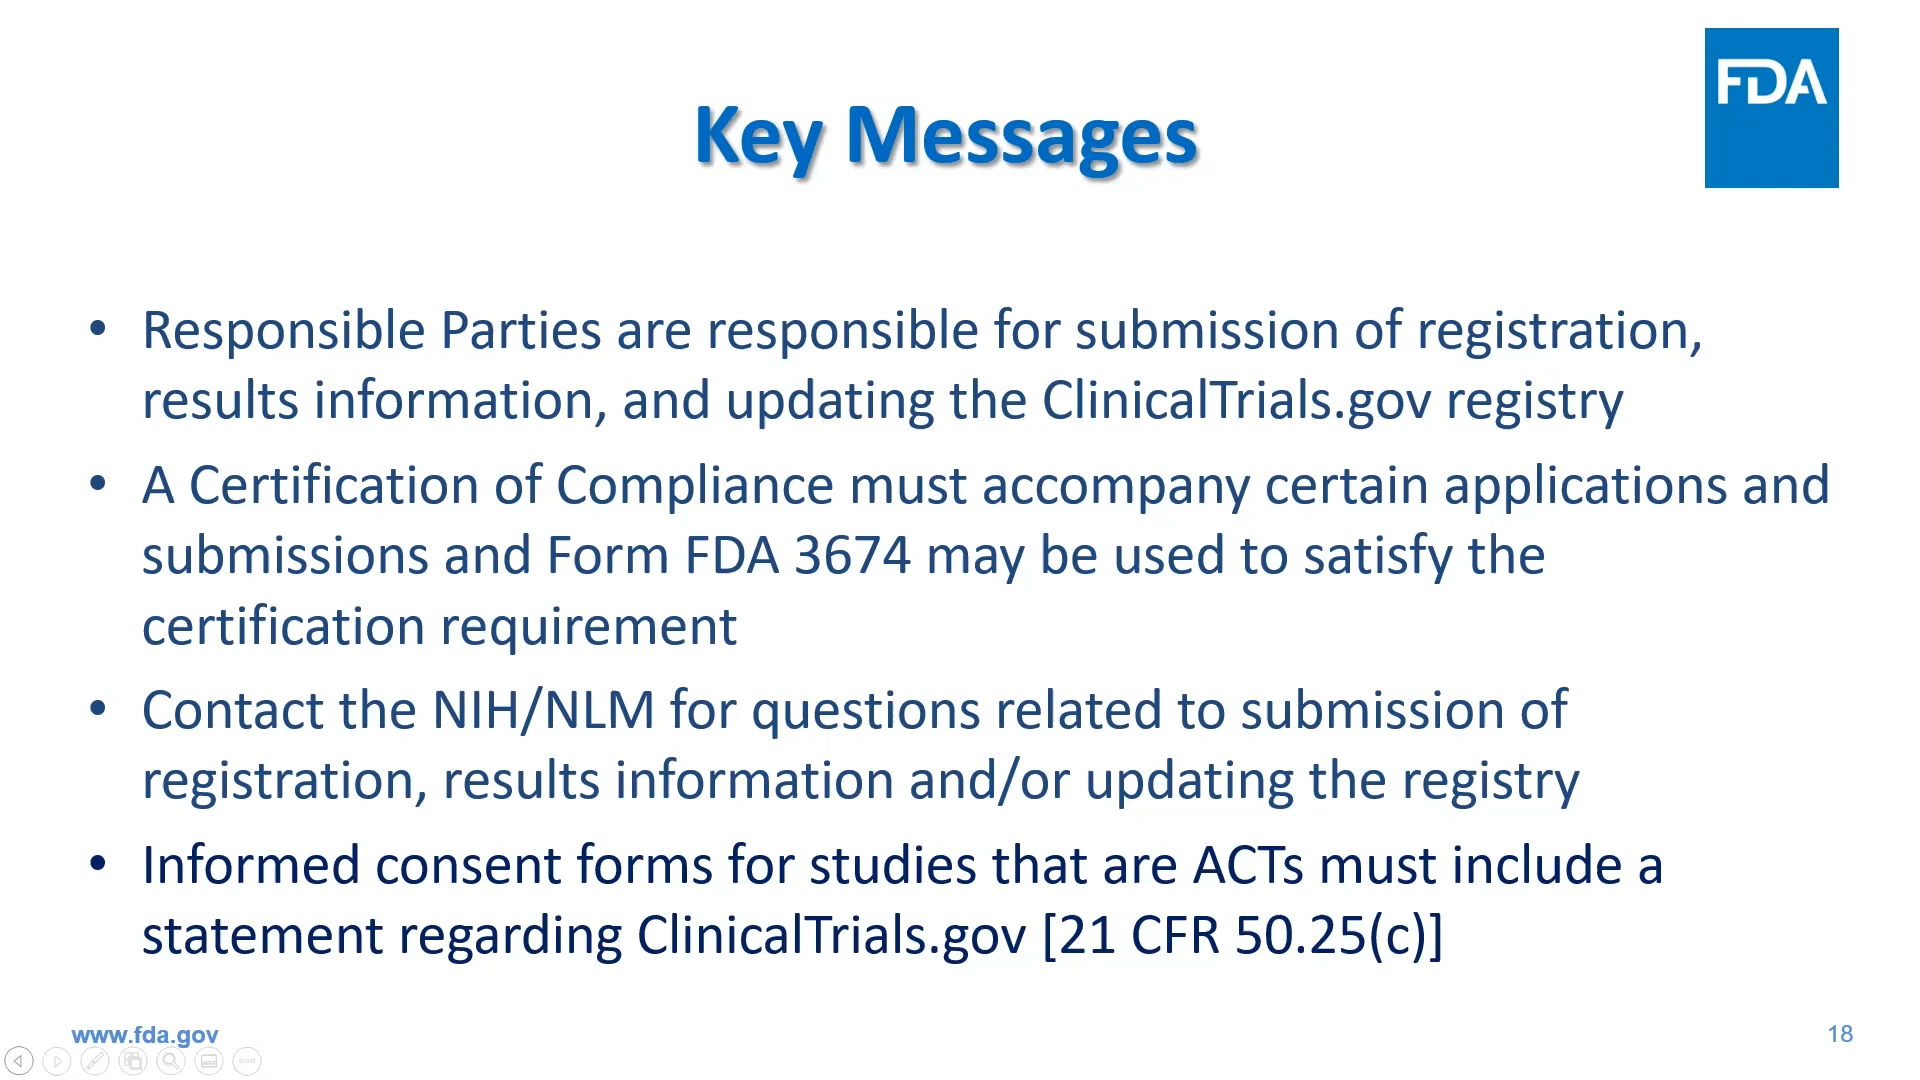 FDA
Key Messages
• Responsible Parties are responsible for submission of registration,
results information, and updating the ClinicalTrials.gov registry
• A Certification of Compliance must accompany certain applications and
submissions and Form FDA 3674 may be used to satisfy the
certification requirement
• Contact the NIH/NLM for questions related to submission of
registration, results information and/or updating the registry
• Informed consent forms for studies that are ACTs must include a
statement regarding ClinicalTrials.gov [21 CFR 50.25(c)]
www.fda.gov
18